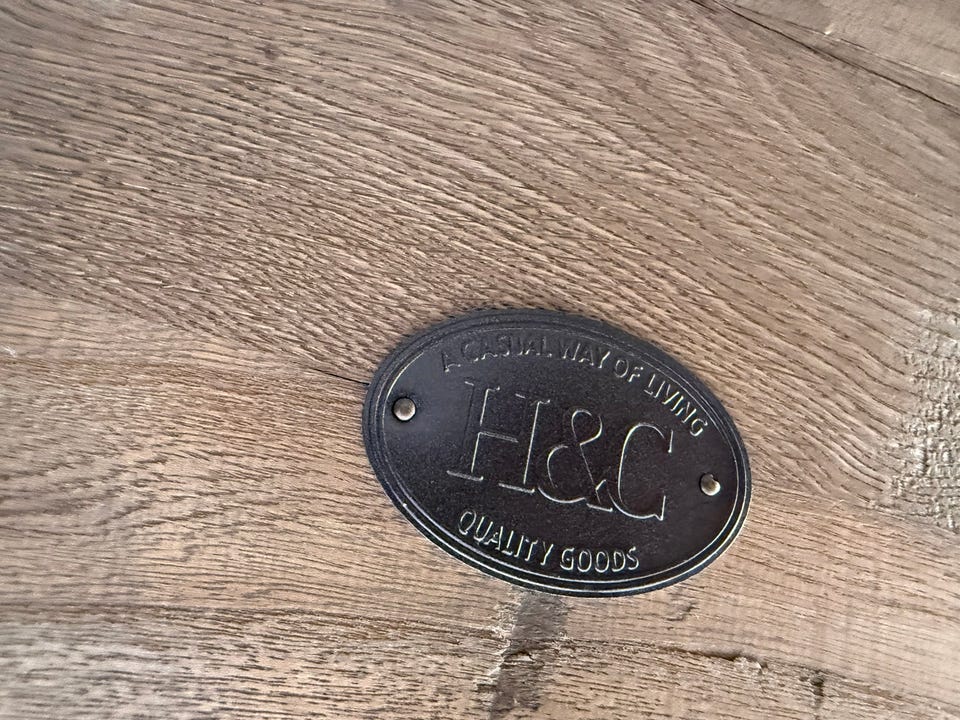 A CASUAL WAY OF LIVING
H&C
QUALITY GOODS